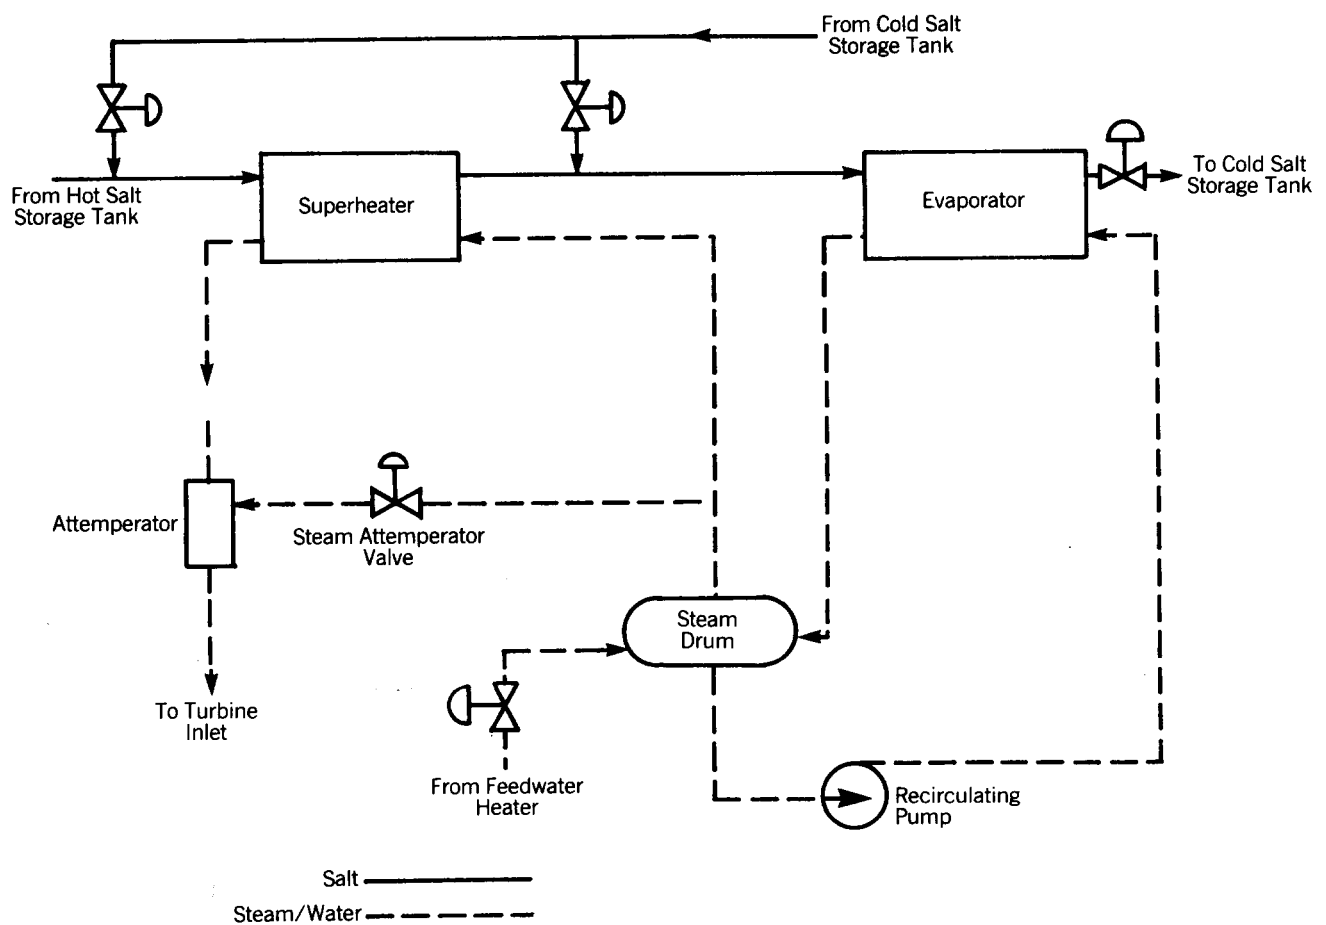 From Cold Salt
Storage Tank
From Hot Salt
Storage Tank
Superheater
Evaporator
To Cold Salt
Storage Tank
Attemperator
Steam Attemperator
Valve
Steam
Drum
To Turbine
Inlet
From Feedwater
Heater
Recirculating
Pump
Salt
Steam/Water